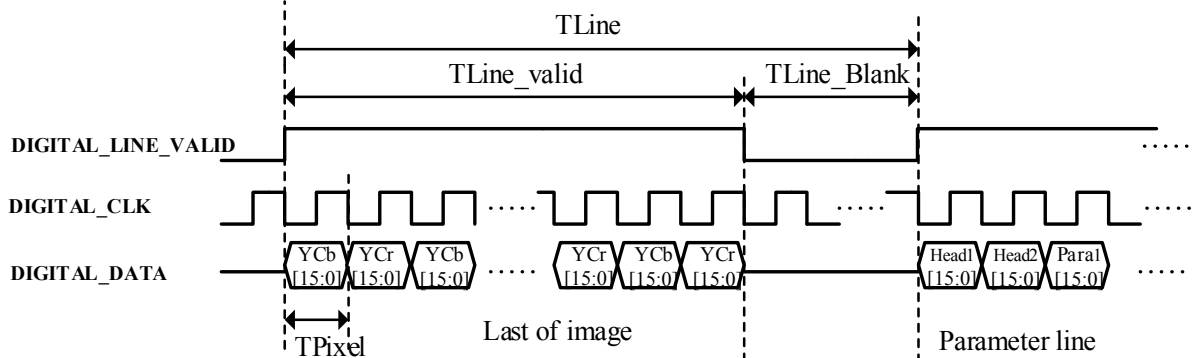 TLine
TLine_valid TLine_Blank
DIGITAL_LINE_VALID .....
DIGITAL_CLK ..... ..... .....
DIGITAL_DATA YCb [15:0] YCr [15:0] YCb [15:0] ..... YCr [15:0] YCb [15:0] YCr [15:0] Head1 [15:0] Head2 [15:0] Para1 [15:0] .....
TPixel Last of image Parameter line